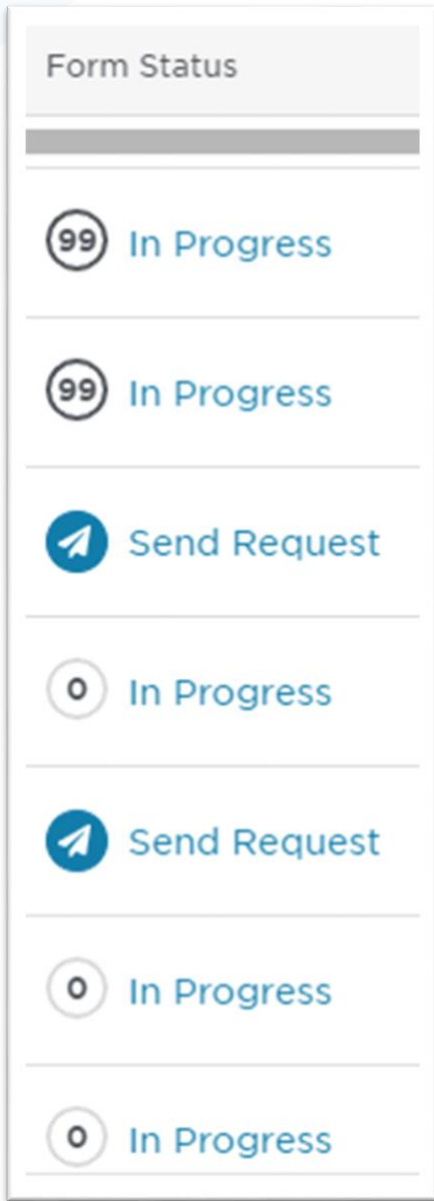 Form Status
99 In Progress
99 In Progress
Send Request
0 In Progress
Send Request
0 In Progress
0 In Progress